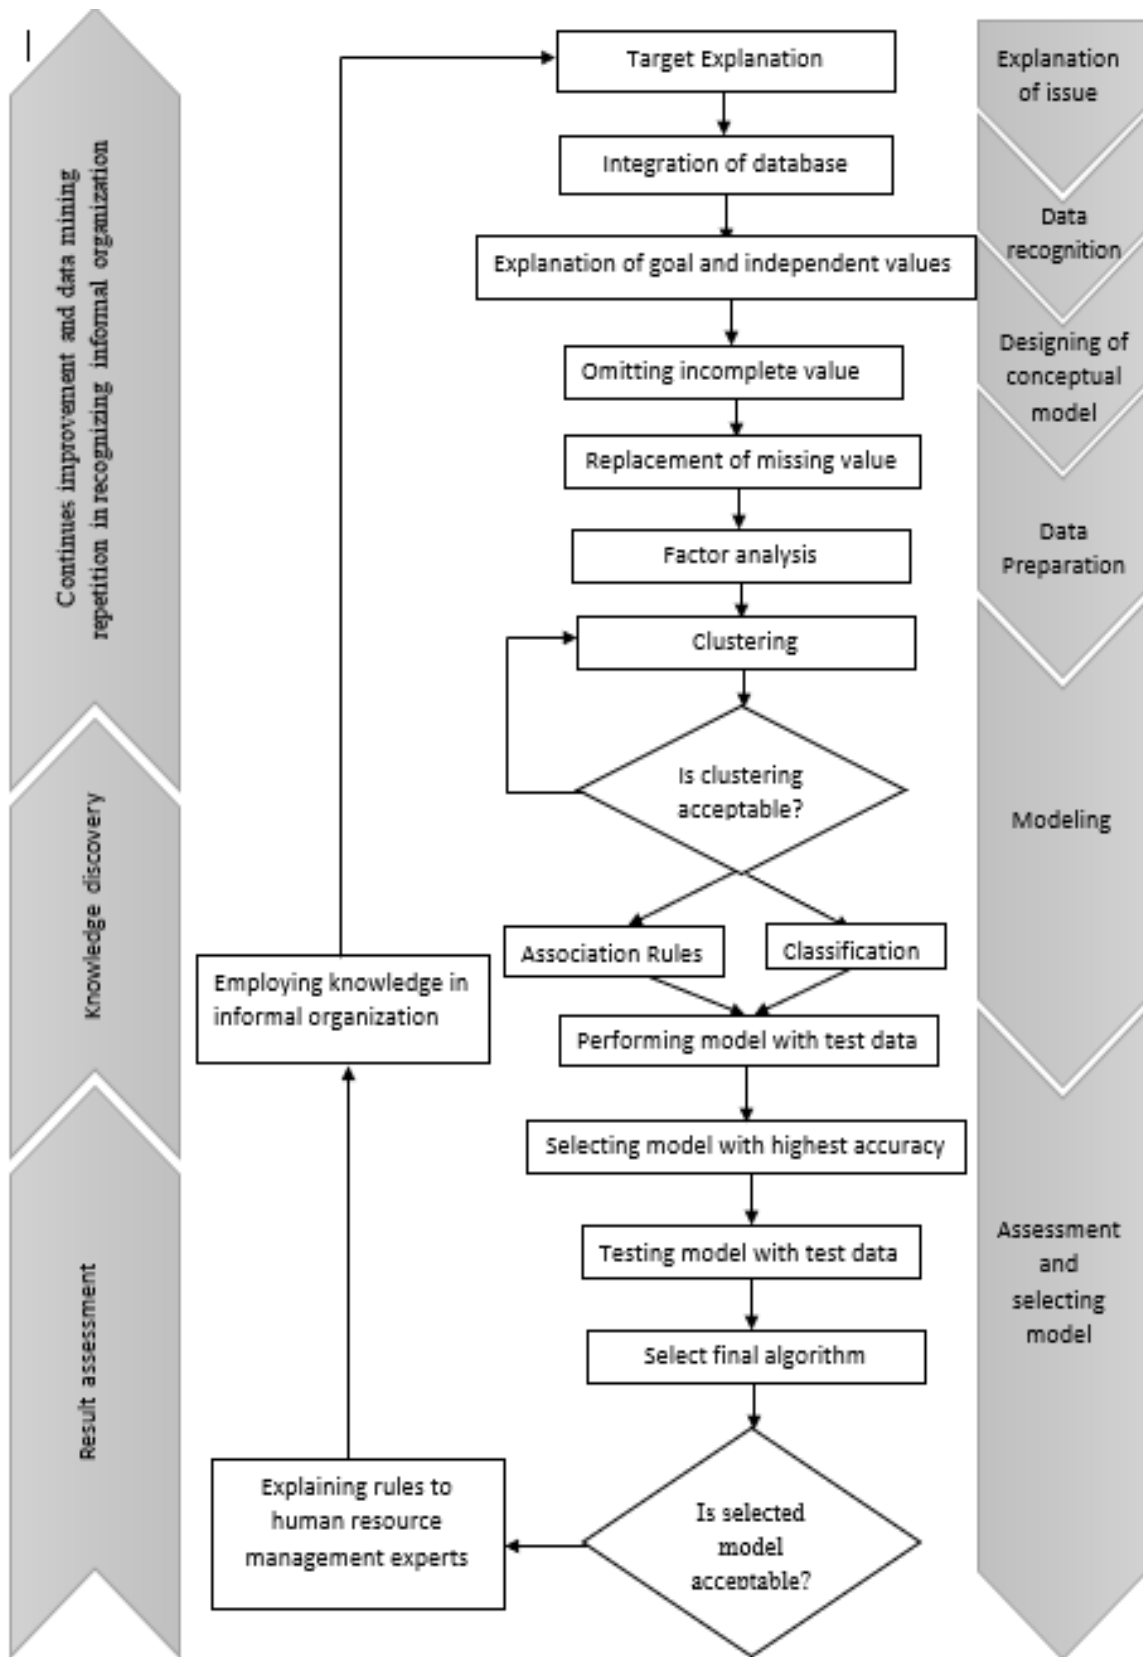 Target Explanation
Integration of database
Explanation of goal and independent values
Omitting incomplete value
Replacement of missing value
Factor analysis
Clustering
Is clustering
acceptable?
Association Rules
Classification
Performing model with test data
Selecting model with highest accuracy
Testing model with test data
Select final algorithm
Is selected
model
acceptable?
Explaining rules to
human resource
management experts
Employing knowledge in
informal organization
Explanation
of issue
Data
recognition
Designing of
conceptual
model
Data
Preparation
Modeling
Assessment
and
selecting
model
Continues improvement and data mining
repetition in recognizing informal organization
Knowledge discovery
Result assessment